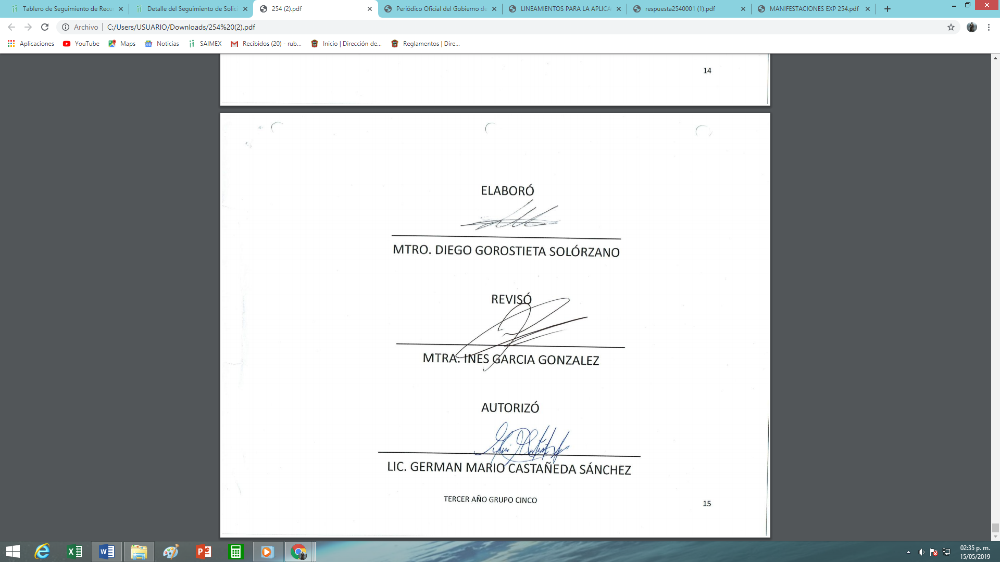 Tablero de Seguimiento de Recu
Detalle del Seguimiento de Solici
254 (2).pdf
Periódico Oficial del Gobierno de
LINEAMIENTOS PARA LA APLICA
respuesta2540001 (1).pdf
MANIFESTACIONES EXP 254.pdf
Archivo
C:/Users/USUARIO/Downloads/254%20(2).pdf
Aplicaciones
YouTube
Maps
Noticias
SAIMEX
Recibidos (20) - rub...
Inicio | Dirección de...
Reglamentos | Dire...
14
ELABORÓ
MTRO. DIEGO GOROSTIETA SOLÓRZANO
REVISÓ
MTRA. INES GARCIA GONZALEZ
AUTORIZÓ
LIC. GERMAN MARIO CASTAÑEDA SÁNCHEZ
TERCER AÑO GRUPO CINCO
15
02:35 p. m.
15/05/2019